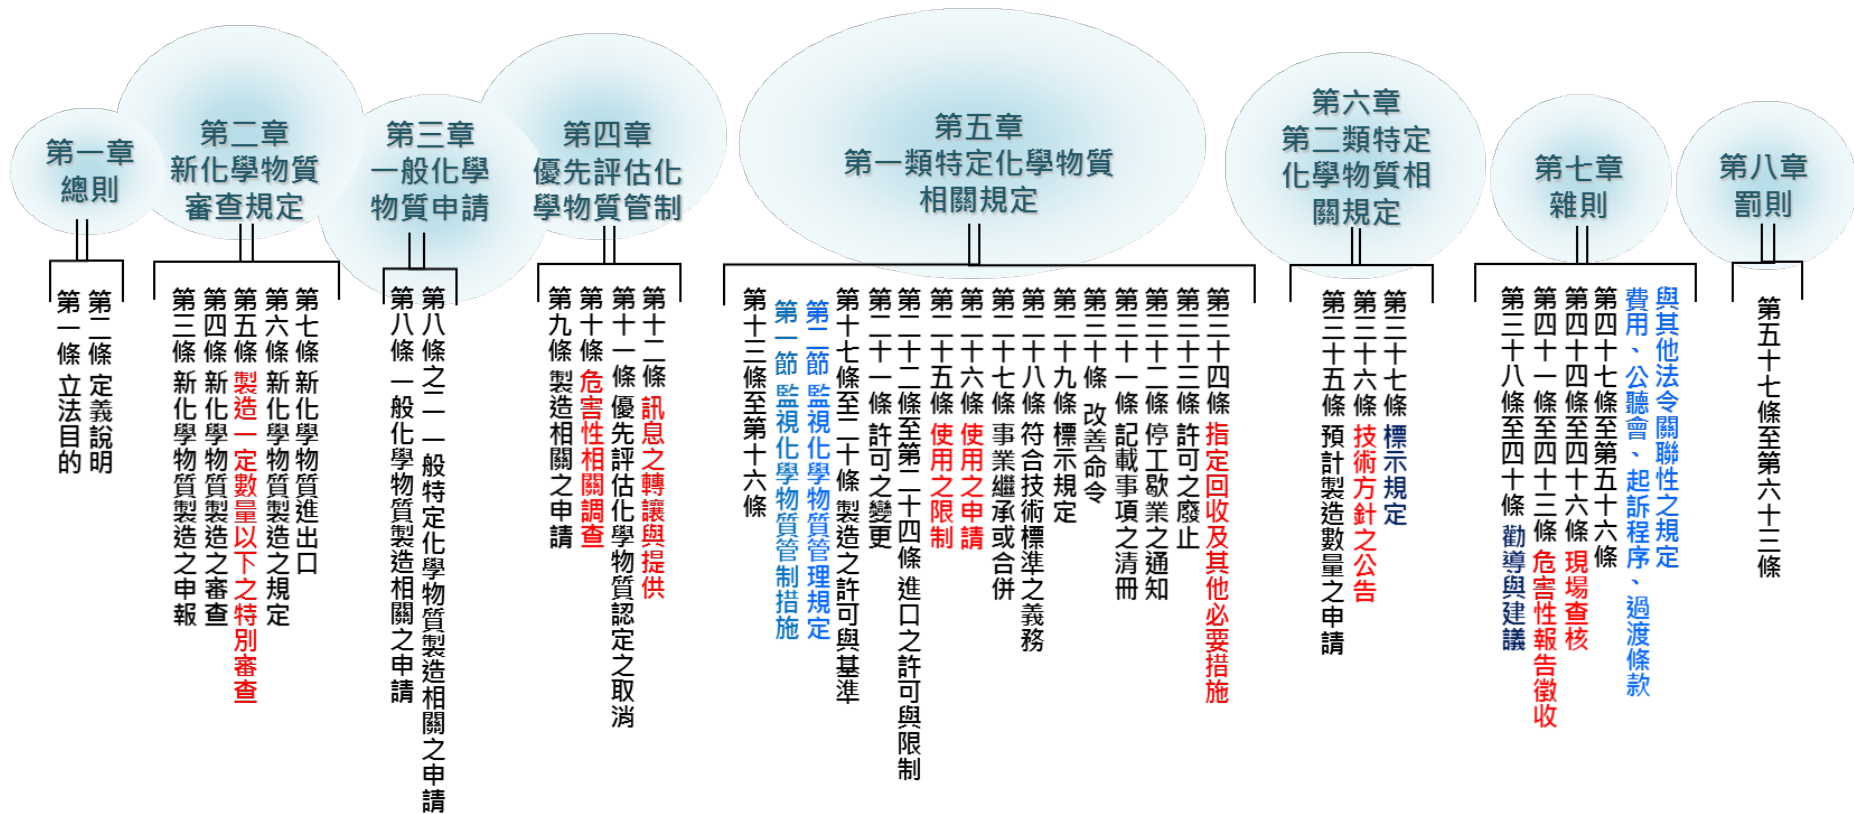 第一章
總則
第一條 立法目的
第二條 定義說明
第二章
新化學物質
審查規定
第三條 新化學物質製造之申報
第四條 新化學物質製造之審查
第五條 製造一定數量以下之特別審查
第六條 新化學物質製造之規定
第七條 新化學物質進出口
第三章
一般化學
物質申請
第八條 一般化學物質製造相關之申請
第八條之二 一般特定化學物質製造相關之申請
第四章
優先評估化
學物質管制
第九條 製造相關之申請
第十條 危害性相關調查
第十一條 優先評估化學物質認定之取消
第十二條 訊息之轉讓與提供
第五章
第一類特定化學物質
相關規定
第十三條至第十六條
第一節 監視化學物質管制措施
第二節 監視化學物質管理規定
第十七條至二十條 製造之許可與基準
第二十一條 許可之變更
第二十二條至第二十四條 進口之許可與限制
第二十五條 使用之限制
第二十六條 使用之申請
第二十七條 事業繼承或合併
第二十八條 符合技術標準之義務
第二十九條 標示規定
第三十條 改善命令
第三十一條 記載事項之清冊
第三十二條 停工歇業之通知
第三十三條 許可之廢止
第三十四條 指定回收及其他必要措施
第六章
第二類特定
化學物質相
關規定
第三十五條 預計製造數量之申請
第三十六條 技術方針之公告
第三十七條 標示規定
第七章
雜則
第三十八條至四十條 勸導與建議
第四十一條至四十三條 危害性報告徵收
第四十四條至四十六條 現場查核
第四十七條至第五十六條
費用、公聽會、起訴程序、過渡條款
與其他法令關聯性之規定
第八章
罰則
第五十七條至第六十三條